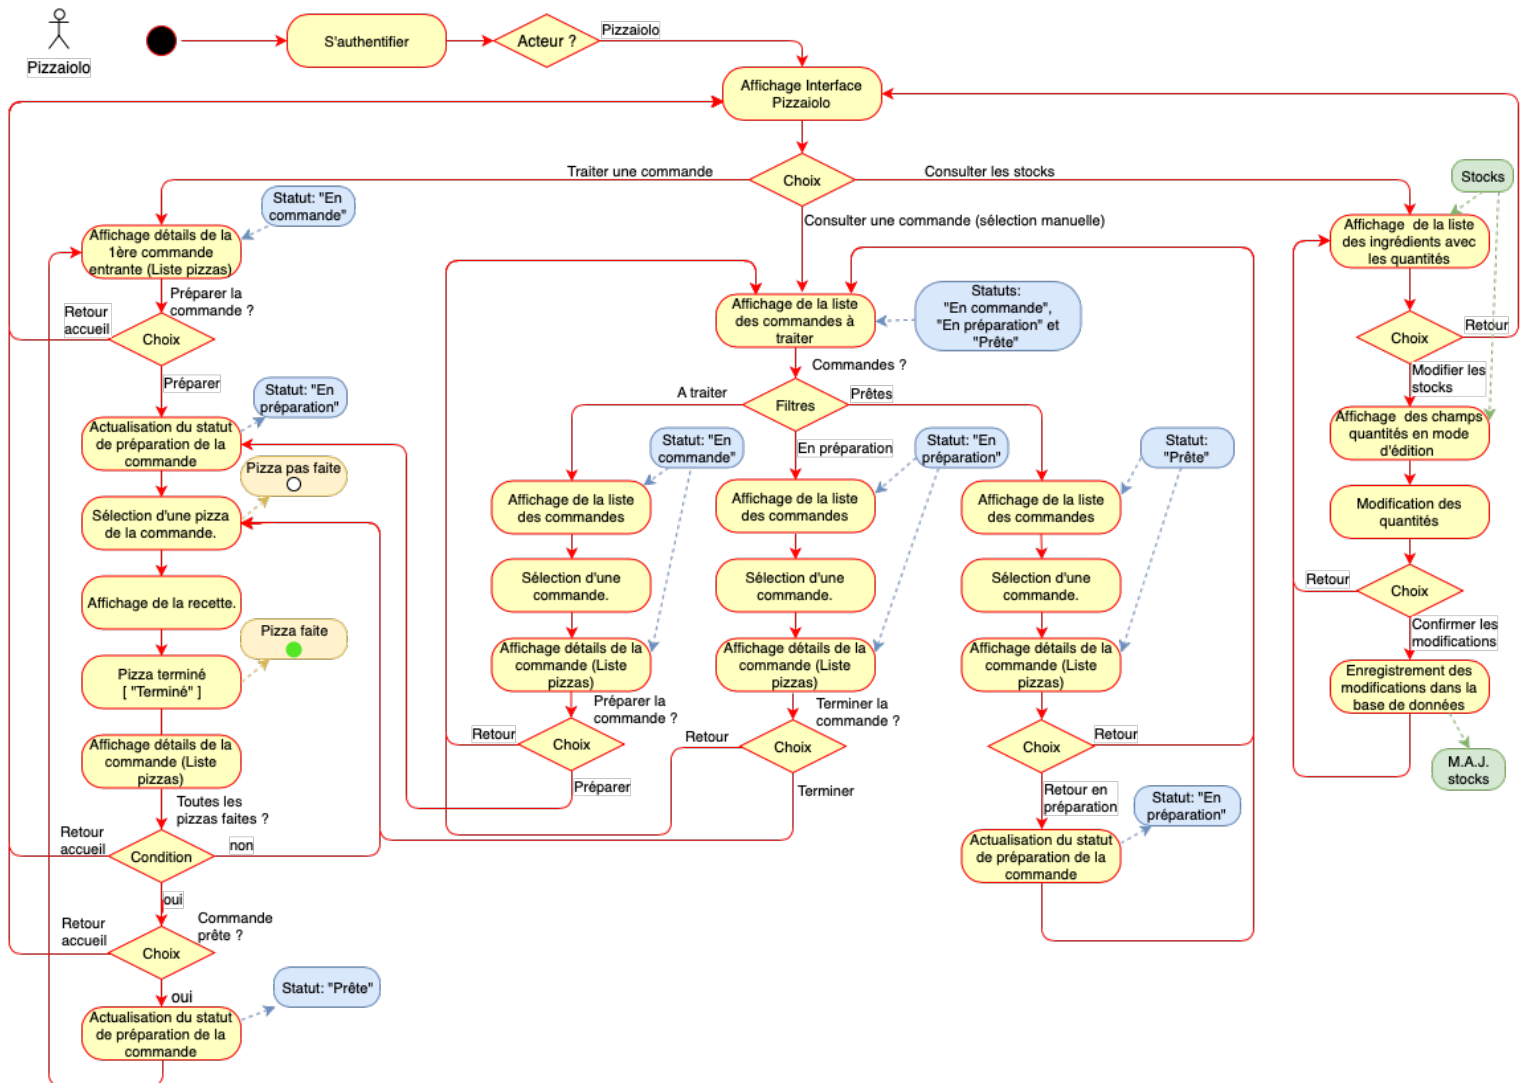 Pizzaiolo
S'authentifier
Acteur ?
Pizzaiolo
Affichage Interface
Pizzaiolo
Choix
Traiter une commande
Consulter les stocks
Consulter une commande (sélection manuelle)
Statut: "En
commande"
Affichage détails de la
1ère commande
entrante (Liste pizzas)
Préparer la
commande ?
Retour
accueil
Choix
Préparer
Statut: "En
préparation"
Actualisation du statut
de préparation de la
commande
Pizza pas faite
Sélection d'une pizza
de la commande.
Affichage de la recette.
Pizza faite
Pizza terminé
[ "Terminé" ]
Affichage détails de la
commande (Liste
pizzas)
Toutes les
pizzas faites ?
Retour
accueil
Condition
non
oui
Commande
prête ?
Retour
accueil
Choix
oui
Statut: "Prête"
Actualisation du statut
de préparation de la
commande
Affichage de la liste
des commandes à
traiter
Statuts:
"En commande",
"En préparation" et
"Prête"
Commandes ?
Filtres
A traiter
Prêtes
En préparation
Statut: "En
commande"
Affichage de la liste
des commandes
Sélection d'une
commande.
Affichage détails de la
commande (Liste
pizzas)
Préparer la
commande ?
Retour
Choix
Préparer
Statut: "En
préparation"
Affichage de la liste
des commandes
Sélection d'une
commande.
Affichage détails de la
commande (Liste
pizzas)
Terminer la
commande ?
Retour
Choix
Terminer
Statut:
"Prête"
Affichage de la liste
des commandes
Sélection d'une
commande.
Affichage détails de la
commande (Liste
pizzas)
Choix
Retour
Retour en
préparation
Statut: "En
préparation"
Actualisation du statut
de préparation de la
commande
Stocks
Affichage de la liste
des ingrédients avec
les quantités
Choix
Retour
Modifier les
stocks
Affichage des champs
quantités en mode
d'édition
Modification des
quantités
Retour
Choix
Confirmer les
modifications
Enregistrement des
modifications dans la
base de données
M.A.J.
stocks